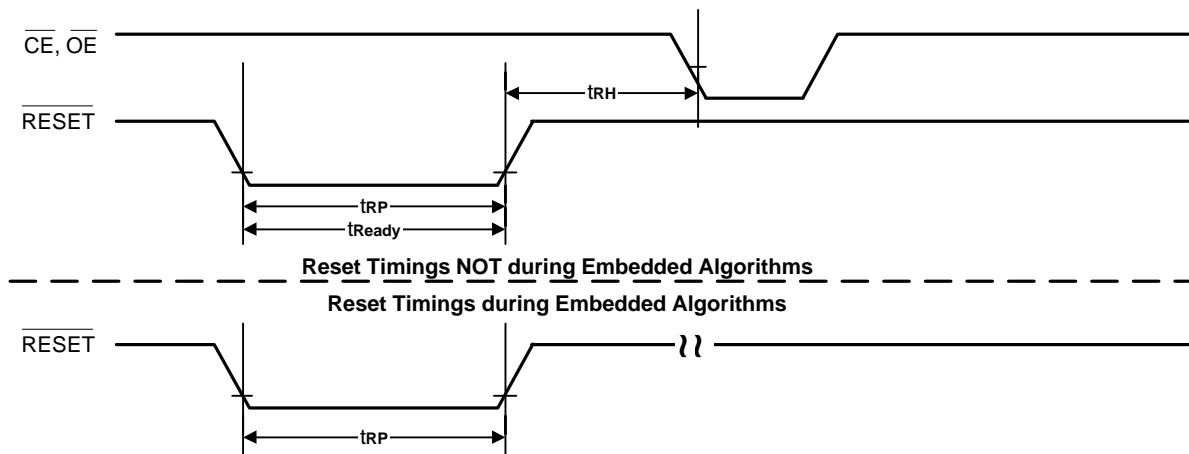 CE, OE
tRH
RESET
tRP
tReady
Reset Timings NOT during Embedded Algorithms
Reset Timings during Embedded Algorithms
RESET
tRP